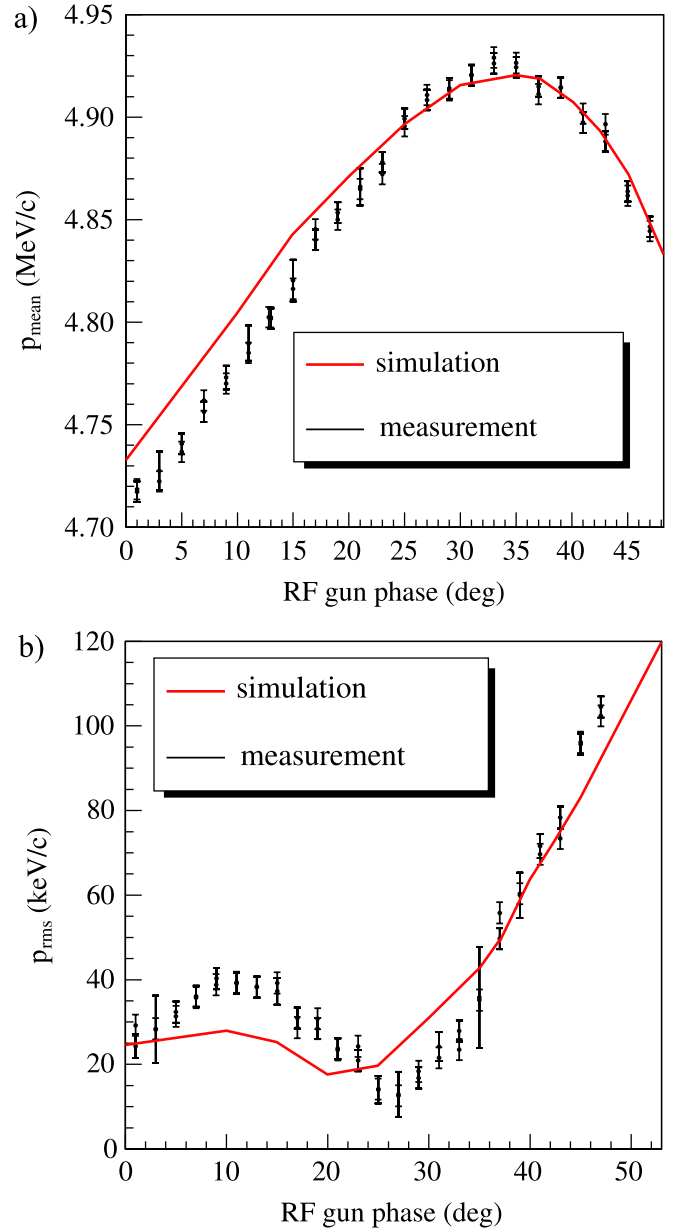 a)
4.95
4.90
4.85
4.80
4.75
4.70
p_mean (MeV/c)
simulation
measurement
0 5 10 15 20 25 30 35 40 45
RF gun phase (deg)
b)
120
100
80
60
40
20
0
p_rms (keV/c)
simulation
measurement
0 10 20 30 40 50
RF gun phase (deg)